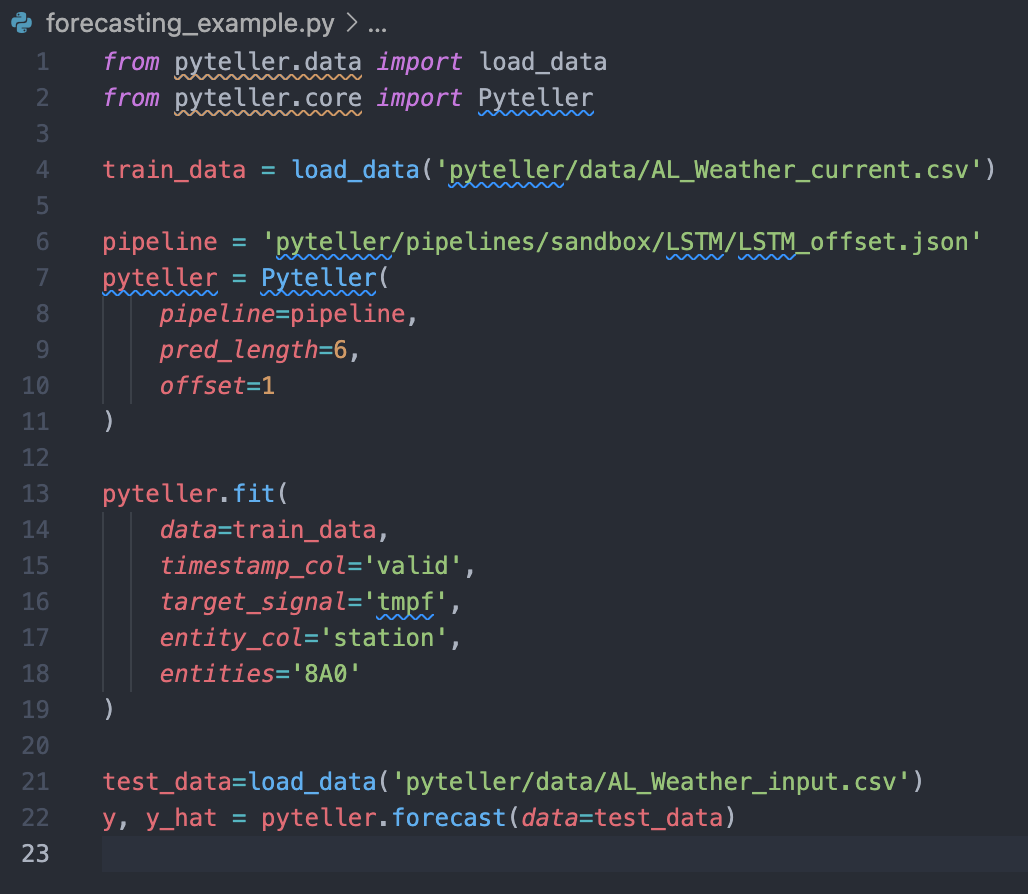 forecasting_example.py > ...
1 from pyteller.data import load_data
2 from pyteller.core import Pyteller
3
4 train_data = load_data('pyteller/data/AL_Weather_current.csv')
5
6 pipeline = 'pyteller/pipelines/sandbox/LSTM/LSTM_offset.json'
7 pyteller = Pyteller(
8     pipeline=pipeline,
9     pred_length=6,
10     offset=1
11 )
12
13 pyteller.fit(
14     data=train_data,
15     timestamp_col='valid',
16     target_signal='tmpf',
17     entity_col='station',
18     entities='8A0'
19 )
20
21 test_data=load_data('pyteller/data/AL_Weather_input.csv')
22 y, y_hat = pyteller.forecast(data=test_data)
23